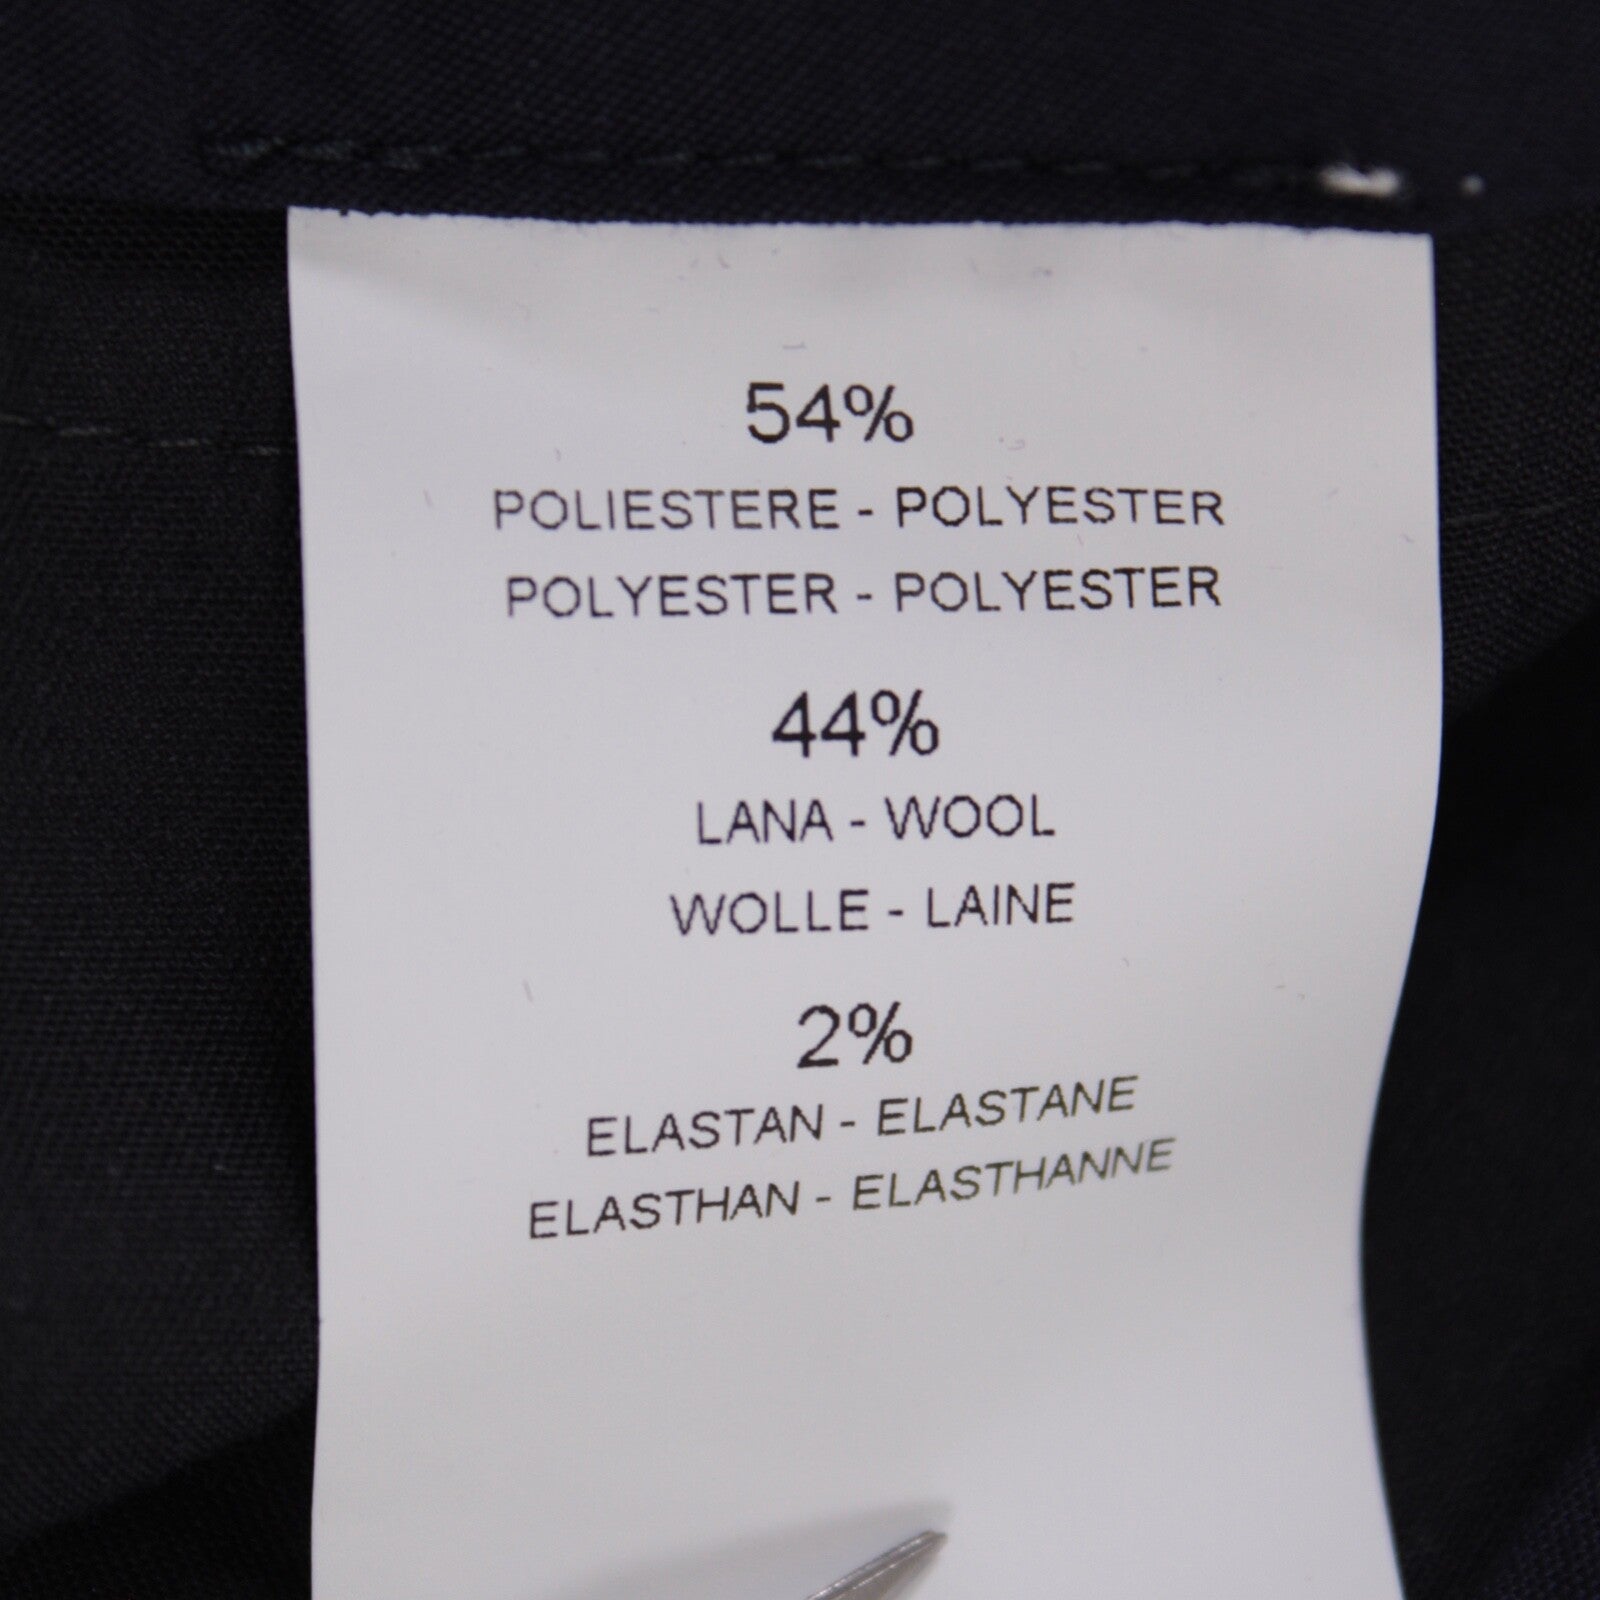 54%
POLIESTERE - POLYESTER
POLYESTER - POLYESTER
44%
LANA - WOOL
WOLLE - LAINE
2%
ELASTAN - ELASTANE
ELASTHAN - ELASTHANNE